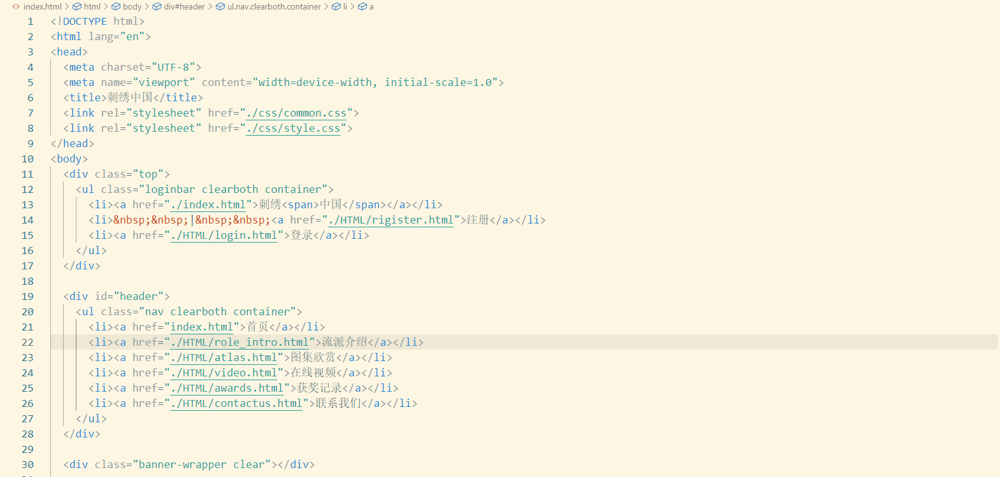 index.html > html > body > div#header > ul.nav.clearboth.container > li > a
1 <!DOCTYPE html>
2 <html lang="en">
3 <head>
4 <meta charset="UTF-8">
5 <meta name="viewport" content="width=device-width, initial-scale=1.0">
6 <title>刺绣中国</title>
7 <link rel="stylesheet" href="./css/common.css">
8 <link rel="stylesheet" href="./css/style.css">
9 </head>
10 <body>
11 <div class="top">
12 <ul class="loginbar clearboth container">
13 <li><a href="./index.html">刺绣<span>中国</span></a></li>
14 <li>&nbsp;&nbsp;|&nbsp;&nbsp;<a href="./HTML/rigister.html">注册</a></li>
15 <li><a href="./HTML/login.html">登录</a></li>
16 </ul>
17 </div>
18
19 <div id="header">
20 <ul class="nav clearboth container">
21 <li><a href="index.html">首页</a></li>
22 <li><a href="./HTML/role_intro.html">流派介绍</a></li>
23 <li><a href="./HTML/atlas.html">图集欣赏</a></li>
24 <li><a href="./HTML/video.html">在线视频</a></li>
25 <li><a href="./HTML/awards.html">获奖记录</a></li>
26 <li><a href="./HTML/contactus.html">联系我们</a></li>
27 </ul>
28 </div>
29
30 <div class="banner-wrapper clear"></div>